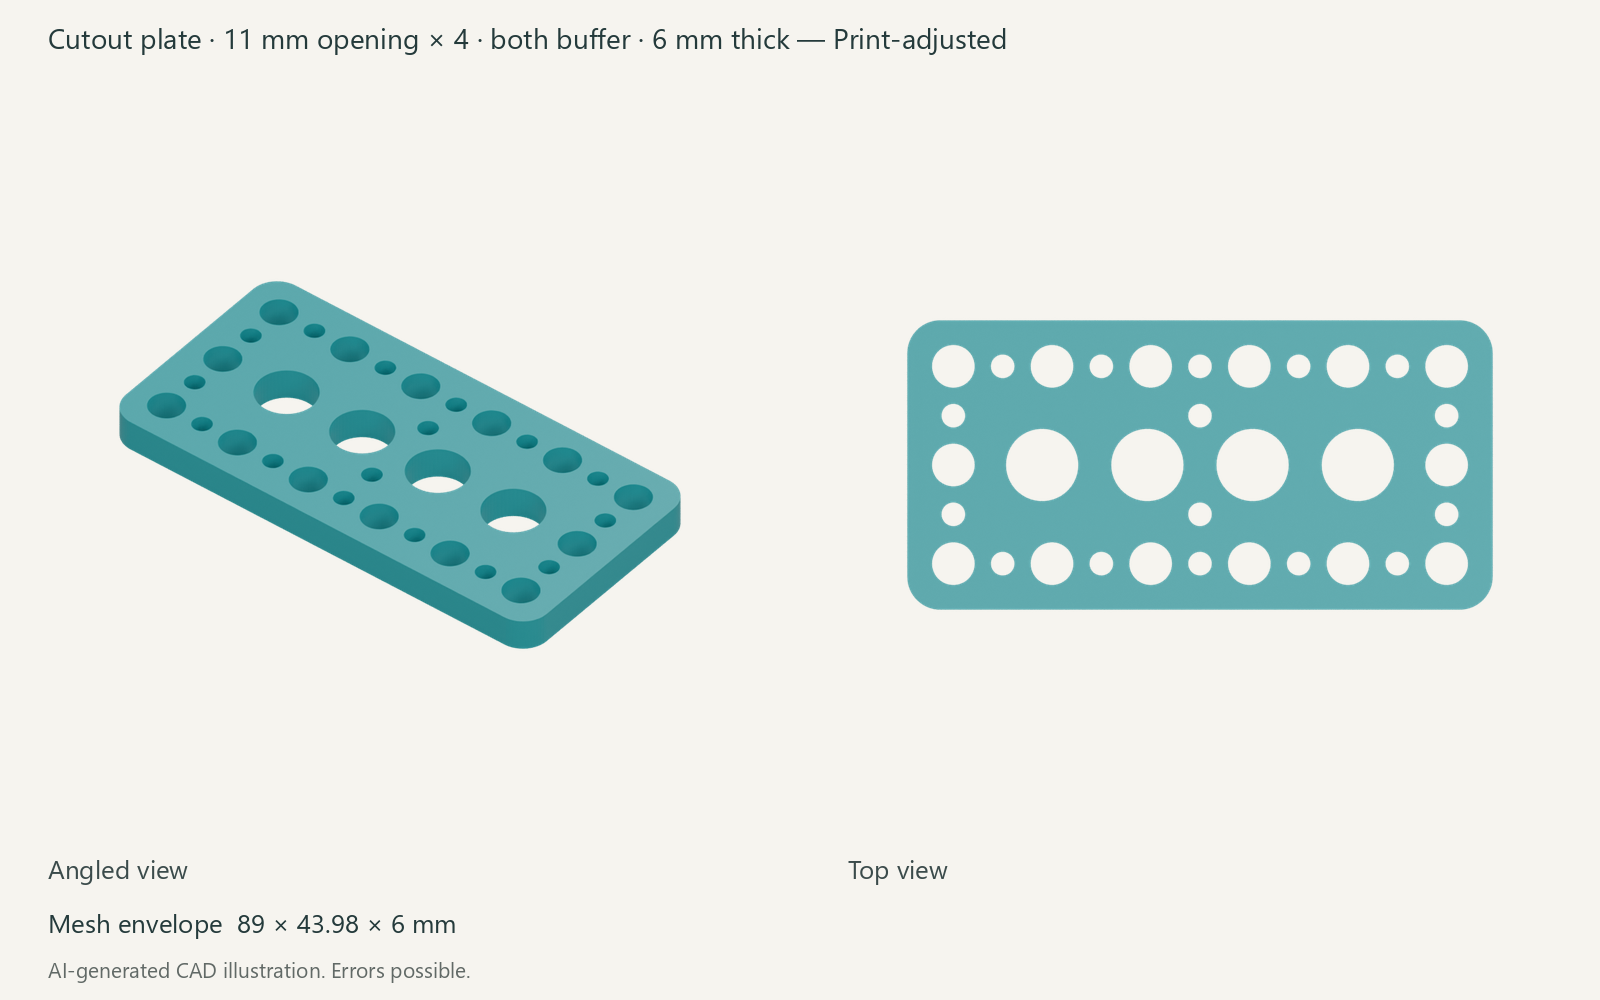 Cutout plate · 11 mm opening × 4 · both buffer · 6 mm thick — Print-adjusted
Angled view
Top view
Mesh envelope 89 × 43.98 × 6 mm
AI-generated CAD illustration. Errors possible.